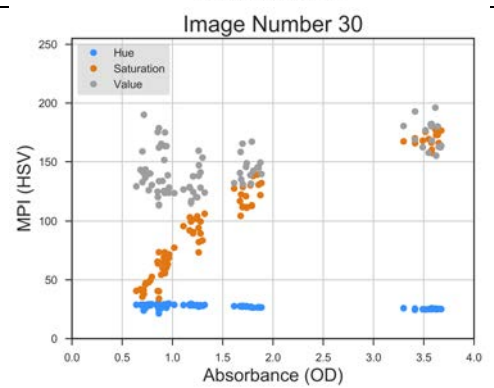 Image Number 30
250
200
150
100
50
0
MPI (HSV)
Hue
Saturation
Value
0.0 0.5 1.0 1.5 2.0 2.5 3.0 3.5 4.0
Absorbance (OD)